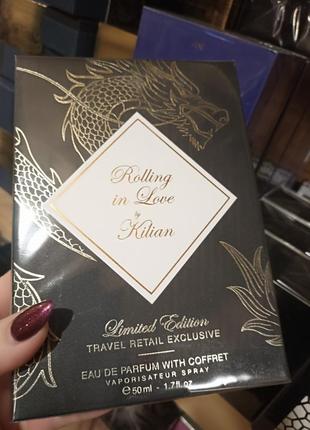 Rolling
in Love
by
Kilian
Limited Edition
TRAVEL RETAIL EXCLUSIVE
EAU DE PARFUM WITH COFFRET
VAPORISATEUR SPRAY
℮50ml - 1.7fl.oz